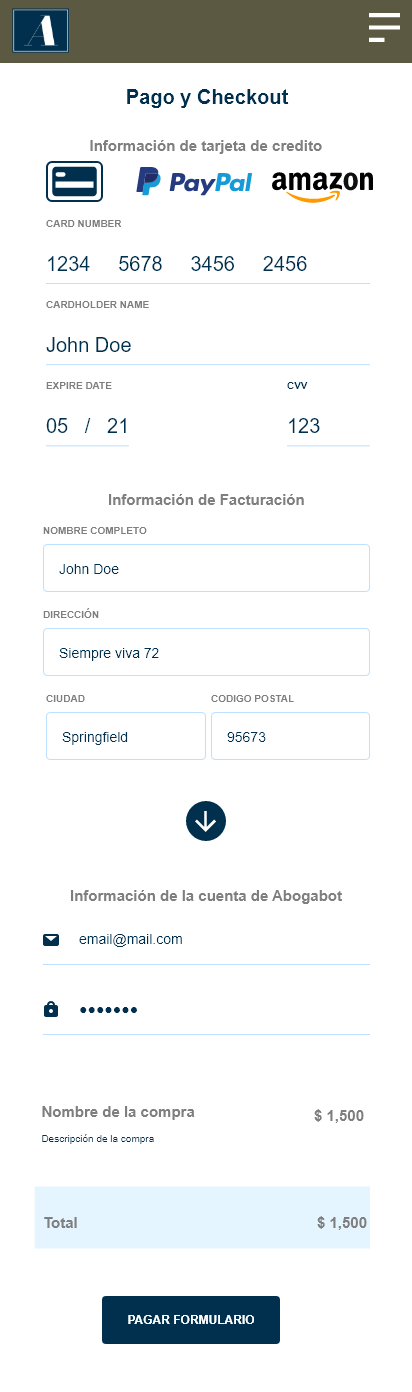 A
Pago y Checkout
Información de tarjeta de credito
PayPal amazon
CARD NUMBER
1234 5678 3456 2456
CARDHOLDER NAME
John Doe
EXPIRE DATE CVV
05 / 21 123
Información de Facturación
NOMBRE COMPLETO
John Doe
DIRECCIÓN
Siempre viva 72
CIUDAD CODIGO POSTAL
Springfield 95673
Información de la cuenta de Abogabot
email@mail.com
•••••••
Nombre de la compra $ 1,500
Descripción de la compra
Total $ 1,500
PAGAR FORMULARIO